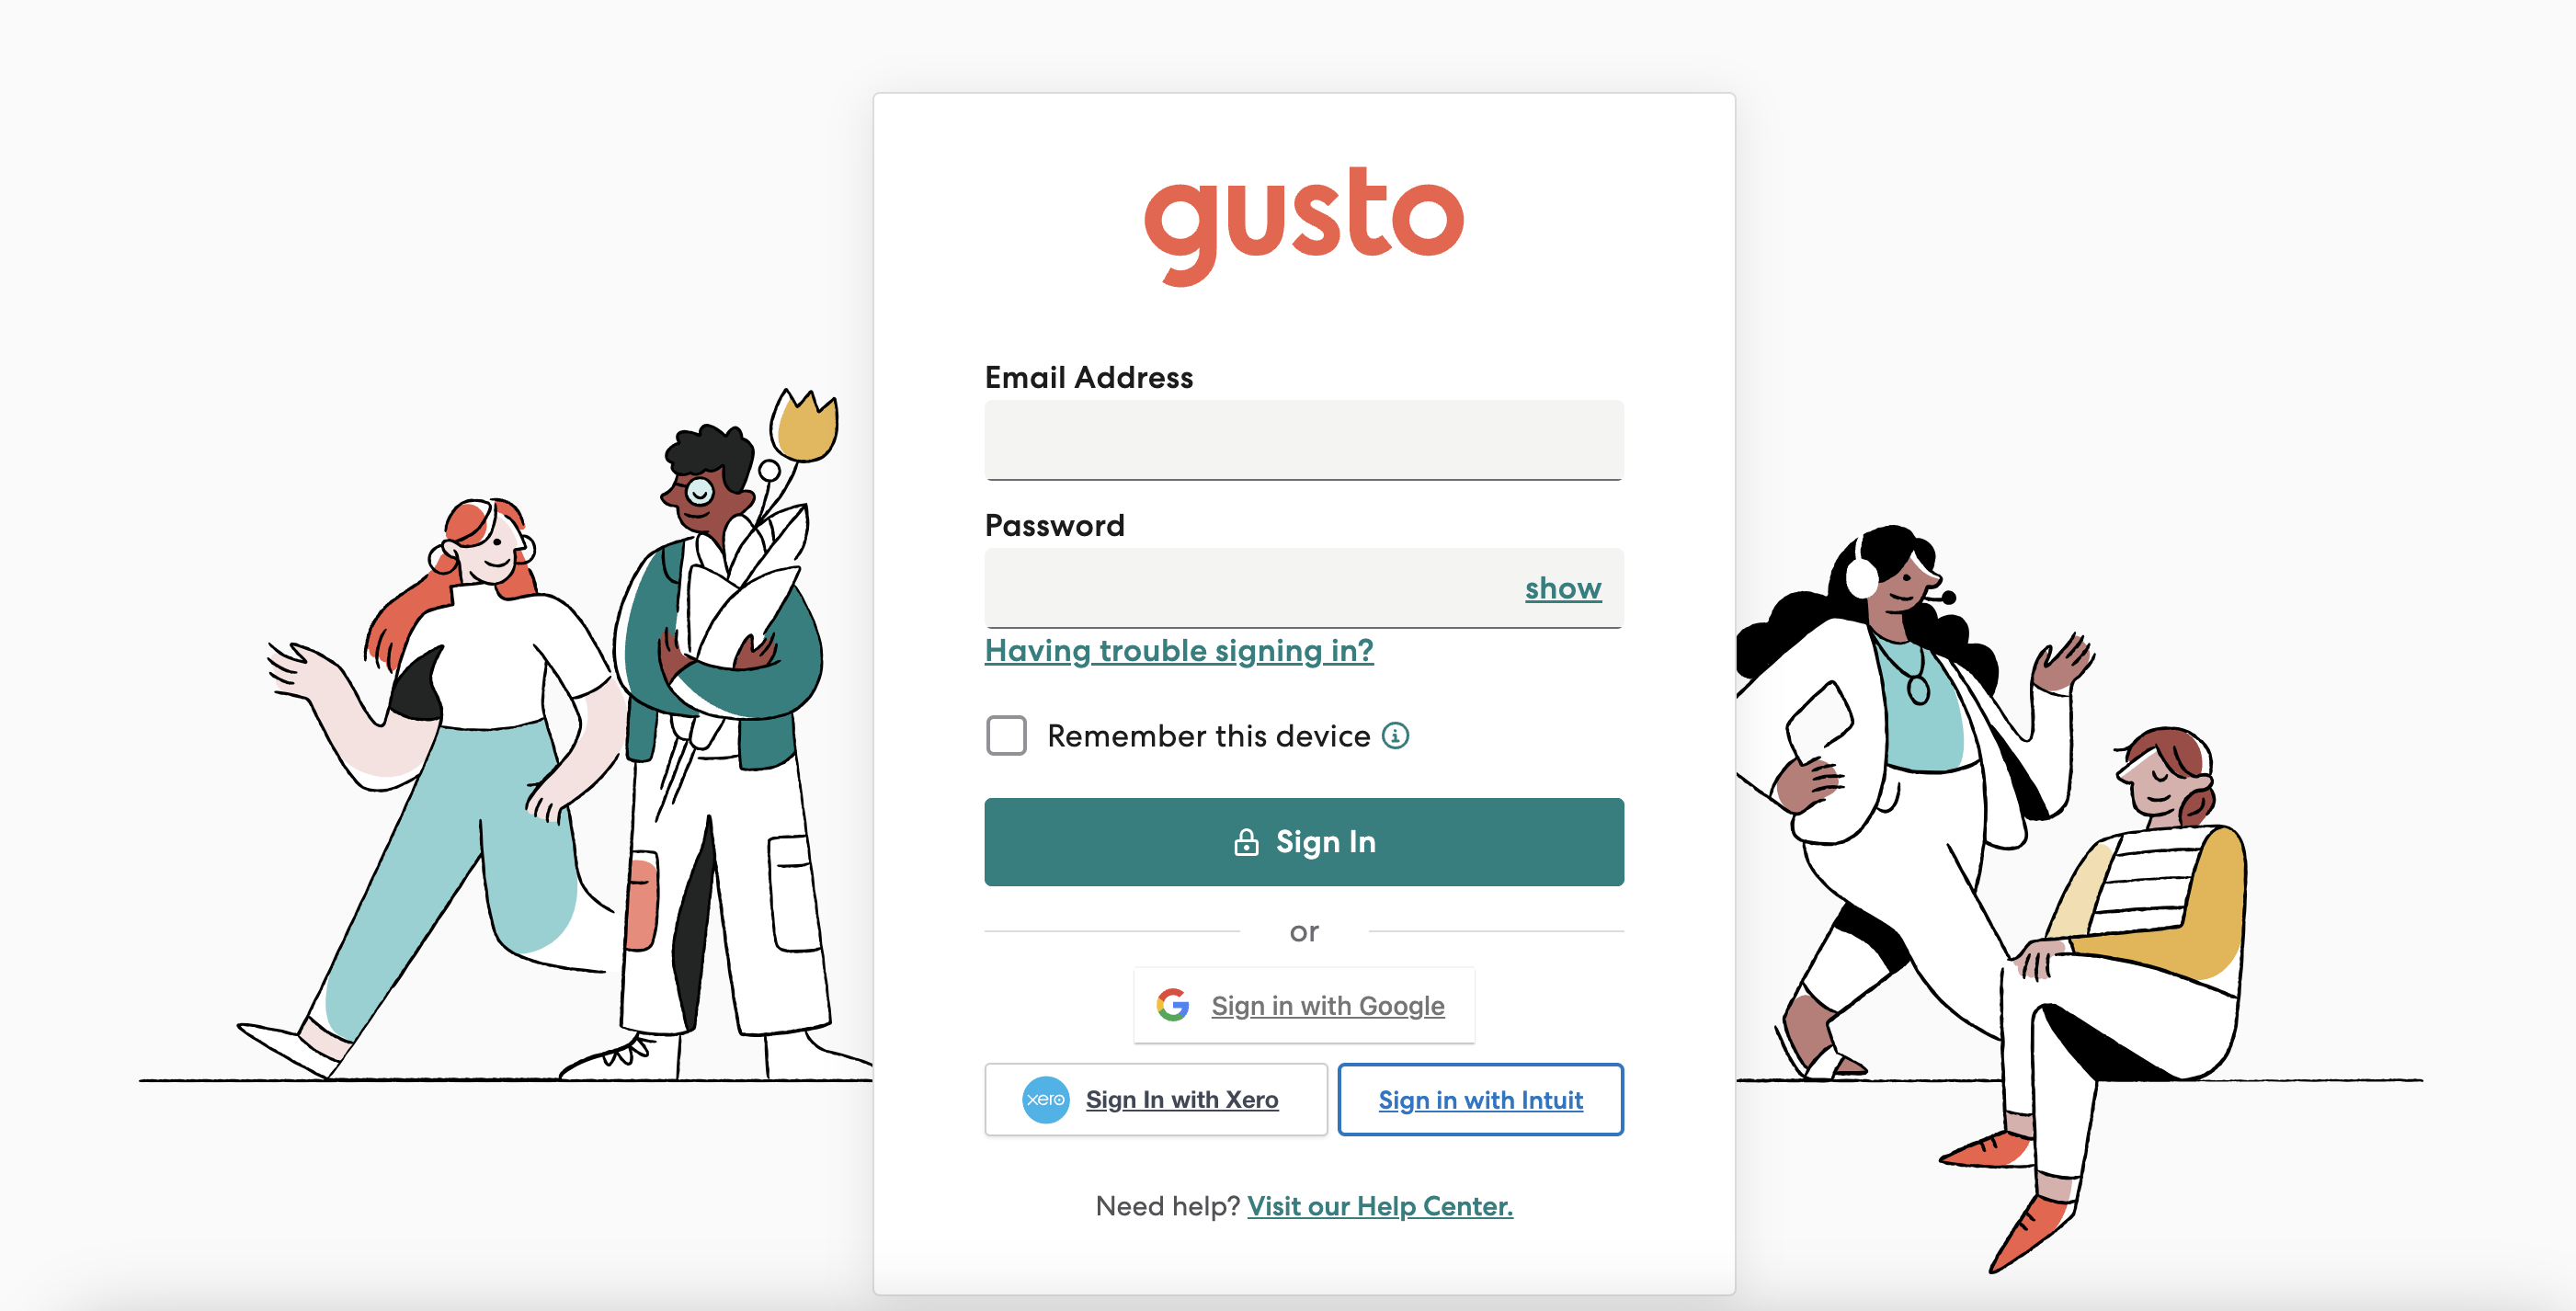 gusto
Email Address
Password
show
Having trouble signing in?
Remember this device
Sign In
or
Sign in with Google
xero Sign In with Xero
Sign in with Intuit
Need help? Visit our Help Center.